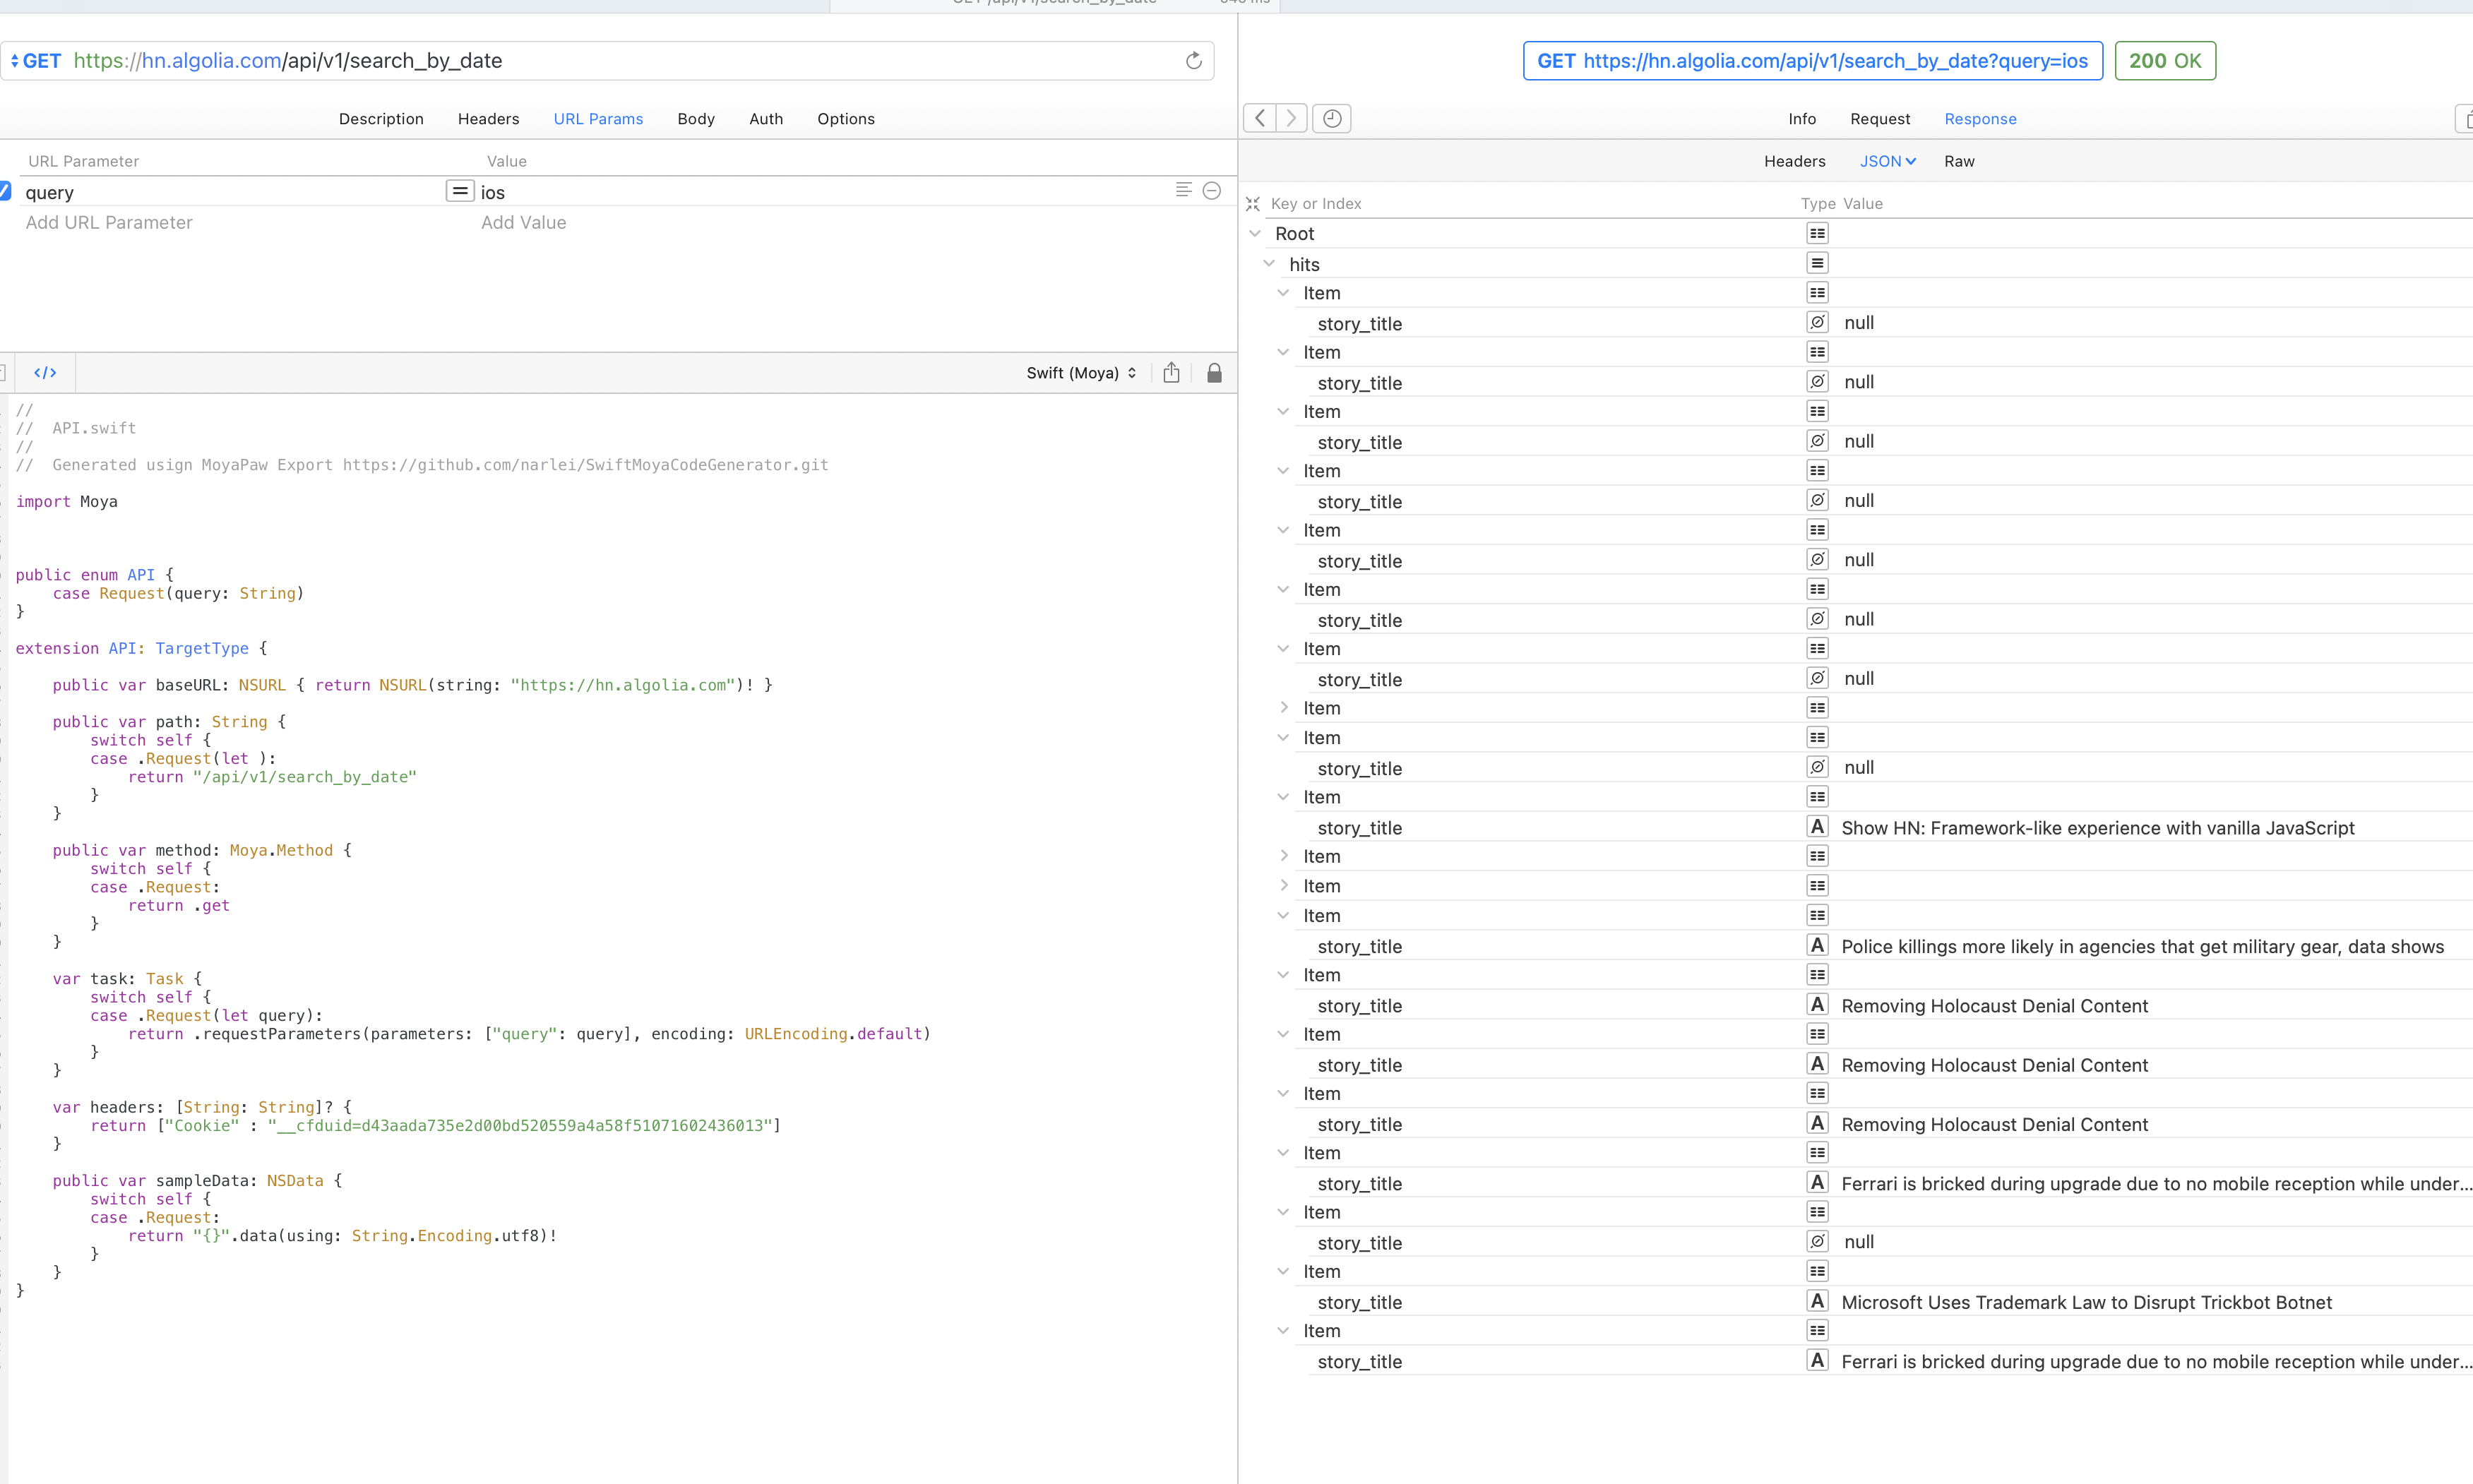 GET https://hn.algolia.com/api/v1/search_by_date
Description Headers URL Params Body Auth Options
URL Parameter Value
query = ios
Add URL Parameter Add Value
</> Swift (Moya)
//
// API.swift
//
// Generated usign MoyaPaw Export https://github.com/narlei/SwiftMoyaCodeGenerator.git
import Moya
public enum API {
case Request(query: String)
}
extension API: TargetType {
public var baseURL: NSURL { return NSURL(string: "https://hn.algolia.com")! }
public var path: String {
switch self {
case .Request(let ):
return "/api/v1/search_by_date"
}
}
public var method: Moya.Method {
switch self {
case .Request:
return .get
}
}
var task: Task {
switch self {
case .Request(let query):
return .requestParameters(parameters: ["query": query], encoding: URLEncoding.default)
}
}
var headers: [String: String]? {
return ["Cookie" : "__cfduid=d43aada735e2d00bd520559a4a58f51071602436013"]
}
public var sampleData: NSData {
switch self {
case .Request:
return "{}".data(using: String.Encoding.utf8)!
}
}
}
GET https://hn.algolia.com/api/v1/search_by_date?query=ios 200 OK
Info Request Response
Headers JSON Raw
Key or Index Type Value
Root
hits
Item
story_title null
Item
story_title null
Item
story_title null
Item
story_title null
Item
story_title null
Item
story_title null
Item
story_title null
Item
Item
story_title null
Item
story_title A Show HN: Framework-like experience with vanilla JavaScript
Item
Item
Item
story_title A Police killings more likely in agencies that get military gear, data shows
Item
story_title A Removing Holocaust Denial Content
Item
story_title A Removing Holocaust Denial Content
Item
story_title A Removing Holocaust Denial Content
Item
story_title A Ferrari is bricked during upgrade due to no mobile reception while under...
Item
story_title null
Item
story_title A Microsoft Uses Trademark Law to Disrupt Trickbot Botnet
Item
story_title A Ferrari is bricked during upgrade due to no mobile reception while under...